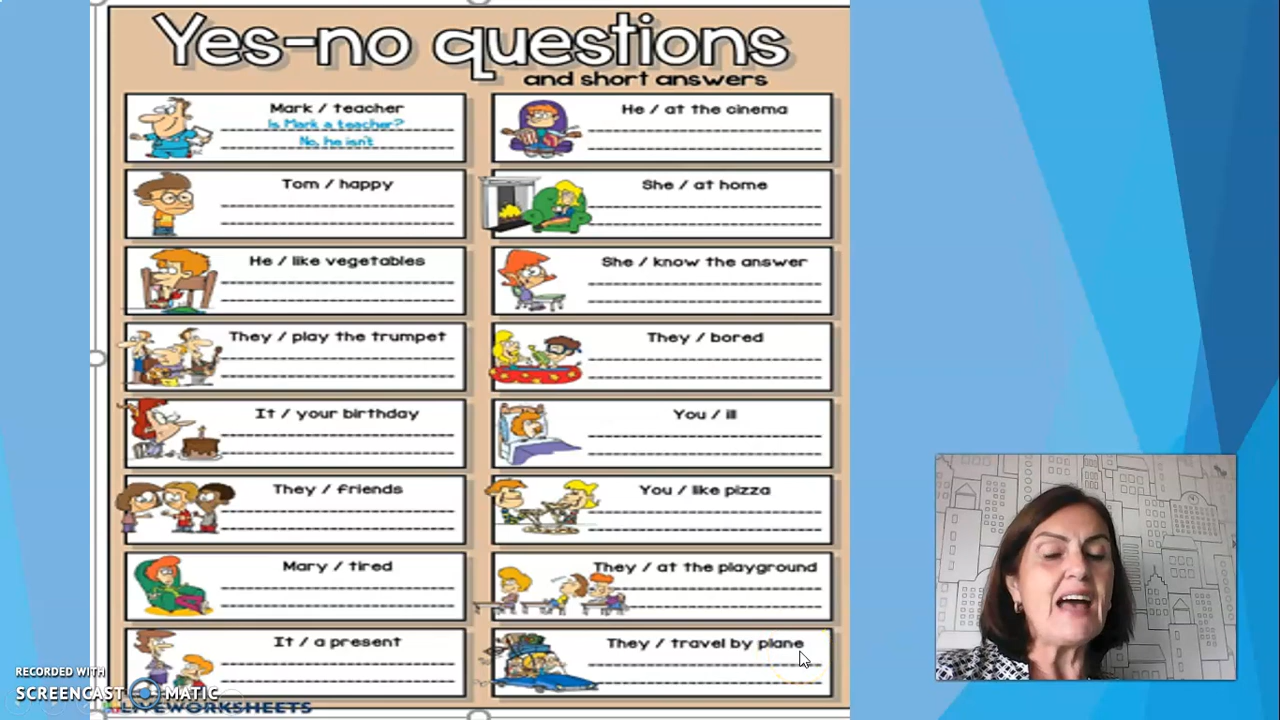 Yes-no questions
and short answers
Mark / teacher
Is Mark a teacher?
No, he isn't
Tom / happy
He / like vegetables
They / play the trumpet
It / your birthday
They / friends
Mary / tired
It / a present
He / at the cinema
She / at home
She / know the answer
They / bored
You / ill
You / like pizza
They / at the playground
They / travel by plane
LIVEWORKSHEETS
RECORDED WITH
SCREENCAST MATIC